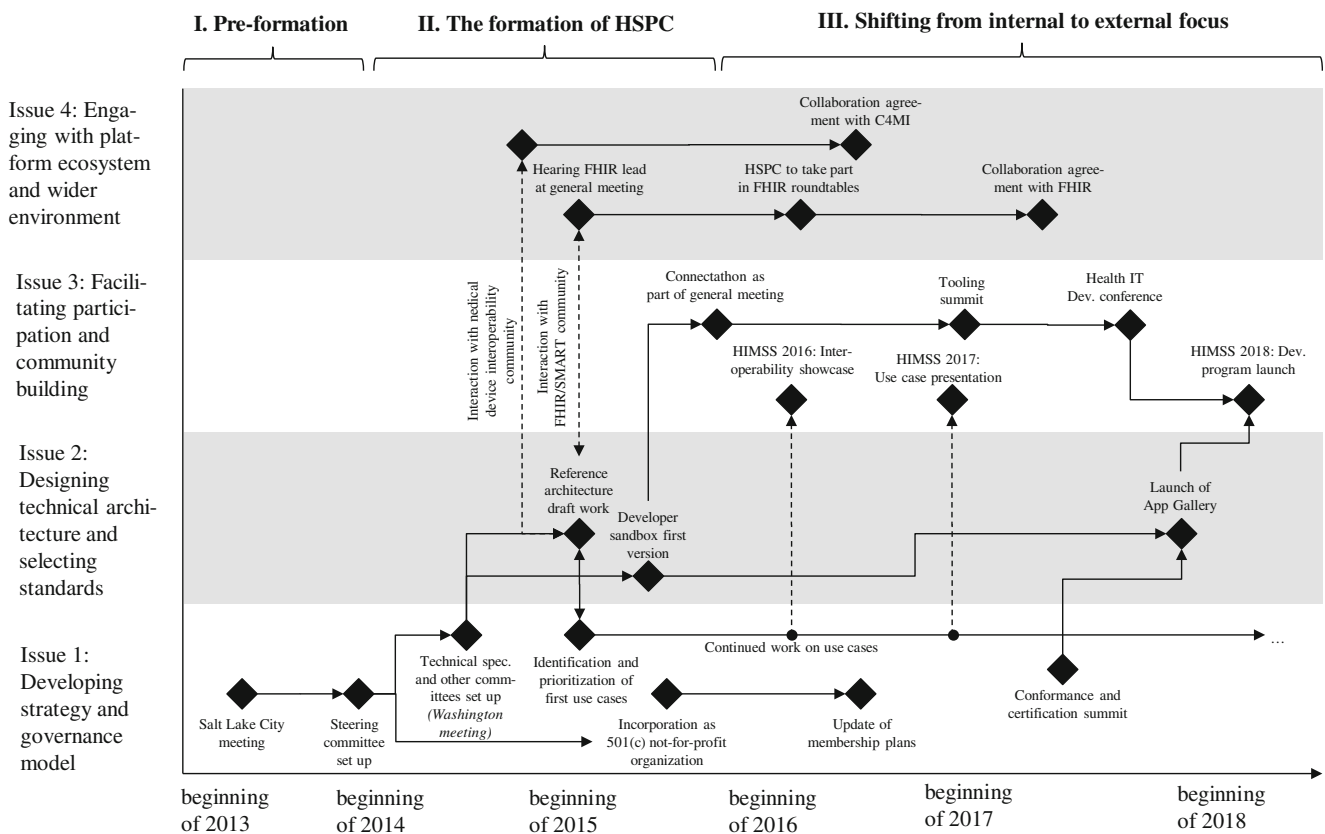 I. Pre-formation
II. The formation of HSPC
III. Shifting from internal to external focus
Issue 4: Enga-
ging with plat-
form ecosystem
and wider
environment
Collaboration agree-
ment with C4MI
Hearing FHIR lead
at general meeting
HSPC to take part
in FHIR roundtables
Collaboration agree-
ment with FHIR
Issue 3: Facili-
tating partici-
pation and
community
building
Interaction with nedical
device interoperability
community
Interaction with
FHIR/SMART community
Connectathon as
part of general meeting
Tooling
summit
Health IT
Dev. conference
HIMSS 2016: Inter-
operability showcase
HIMSS 2017:
Use case presentation
HIMSS 2018: Dev.
program launch
Issue 2:
Designing
technical archi-
tecture and
selecting
standards
Reference
architecture
draft work
Developer
sandbox first
version
Launch of
App Gallery
Issue 1:
Developing
strategy and
governance
model
Salt Lake City
meeting
Steering
committee
set up
Technical spec.
and other comm-
ittees set up
(Washington
meeting)
Identification and
prioritization of
first use cases
Continued work on use cases
...
Incorporation as
501(c) not-for-profit
organization
Update of
membership plans
Conformance and
certification summit
beginning
of 2013
beginning
of 2014
beginning
of 2015
beginning
of 2016
beginning
of 2017
beginning
of 2018